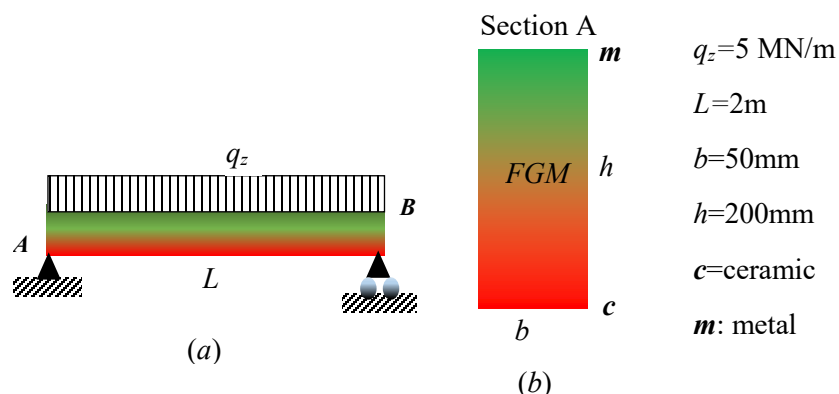 Section A
m
FGM
h
c
b
(b)
q_z=5 MN/m
L=2m
b=50mm
h=200mm
c=ceramic
m: metal
q_z
B
A
L
(a)